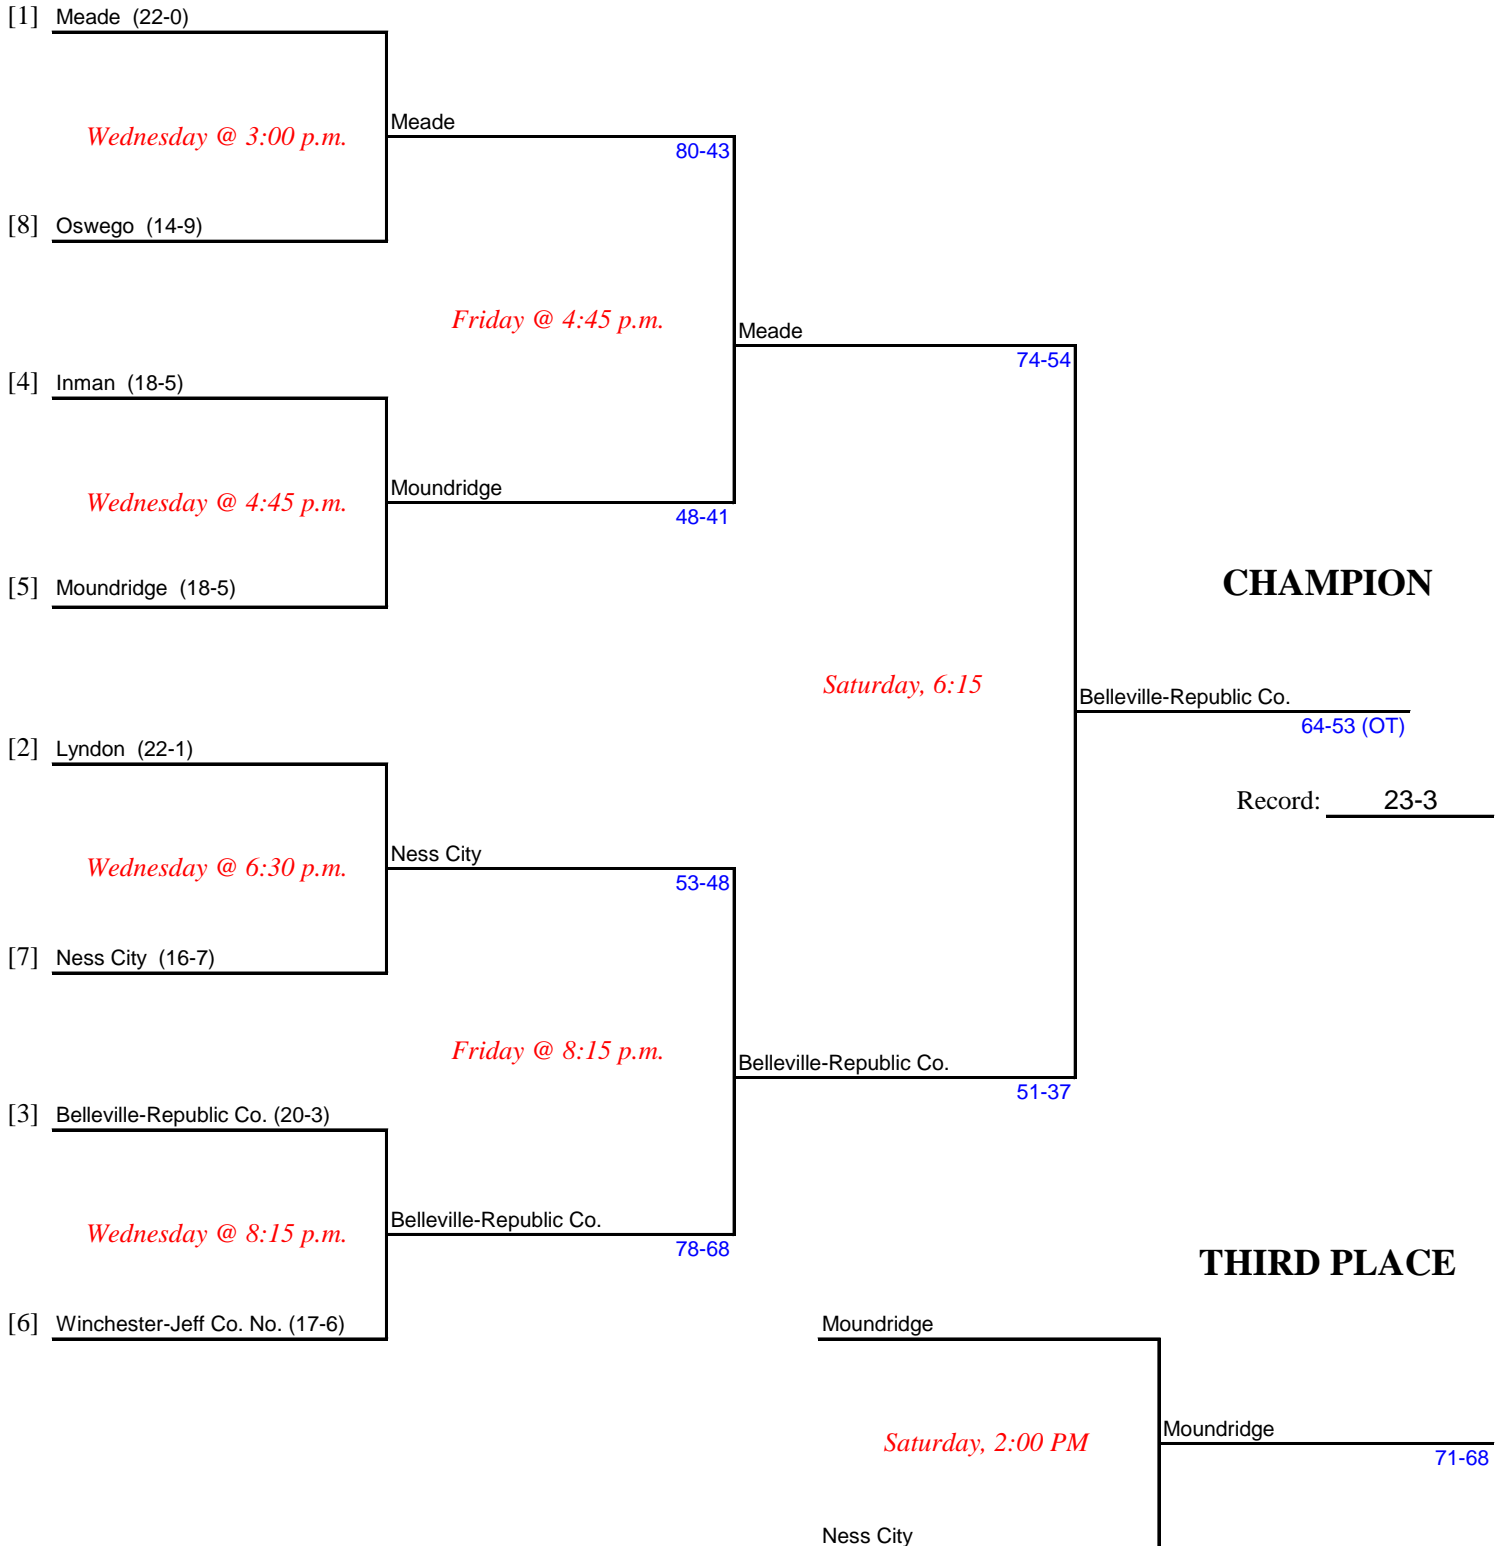 [1] Meade (22-0)
Meade
Wednesday @ 3:00 p.m.
80-43
[8] Oswego (14-9)
Friday @ 4:45 p.m.
Meade
74-54
[4] Inman (18-5)
Moundridge
Wednesday @ 4:45 p.m.
48-41
[5] Moundridge (18-5)
CHAMPION
Saturday, 6:15
Belleville-Republic Co.
64-53 (OT)
[2] Lyndon (22-1)
Record: 23-3
Ness City
Wednesday @ 6:30 p.m.
53-48
[7] Ness City (16-7)
Friday @ 8:15 p.m.
Belleville-Republic Co.
51-37
[3] Belleville-Republic Co. (20-3)
Belleville-Republic Co.
Wednesday @ 8:15 p.m.
78-68
THIRD PLACE
[6] Winchester-Jeff Co. No. (17-6)
Moundridge
Moundridge
Saturday, 2:00 PM
71-68
Ness City